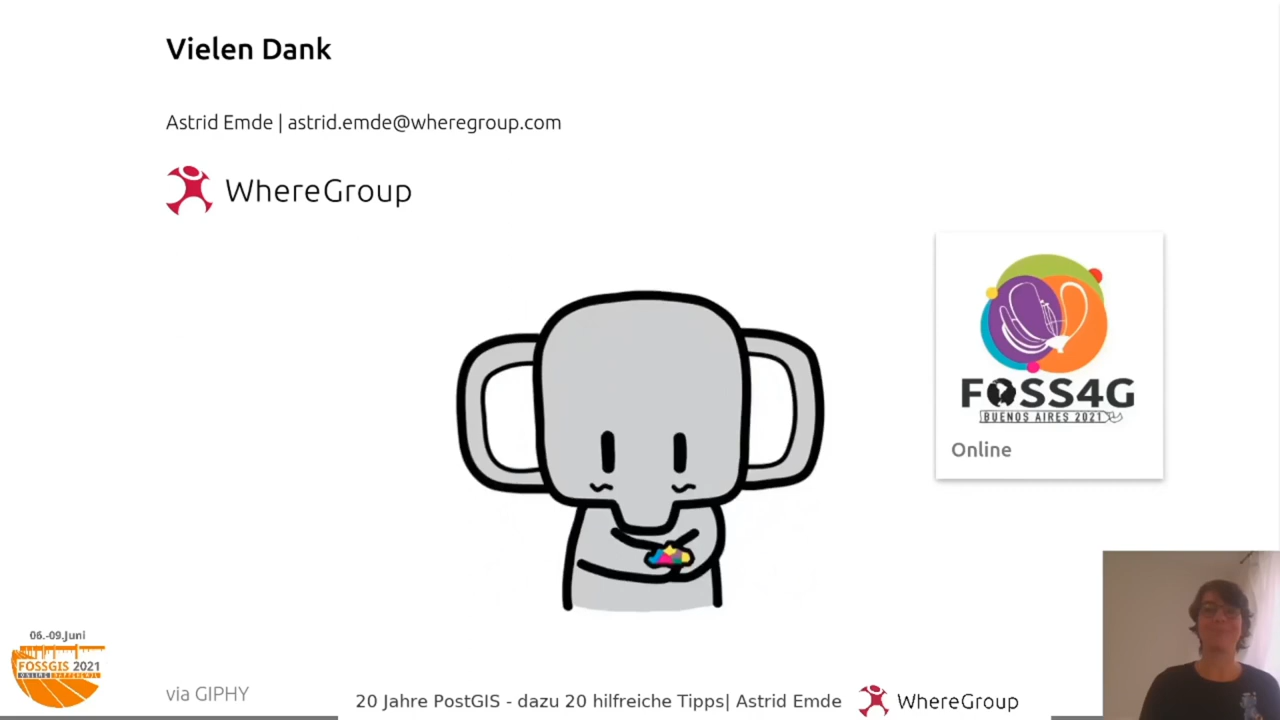 Vielen Dank
Astrid Emde | astrid.emde@wheregroup.com
WhereGroup
FOSS4G
BUENOS AIRES 2021
Online
06.-09.Juni
FOSSGIS 2021
ONLINE
via GIPHY
20 Jahre PostGIS - dazu 20 hilfreiche Tipps| Astrid Emde
WhereGroup